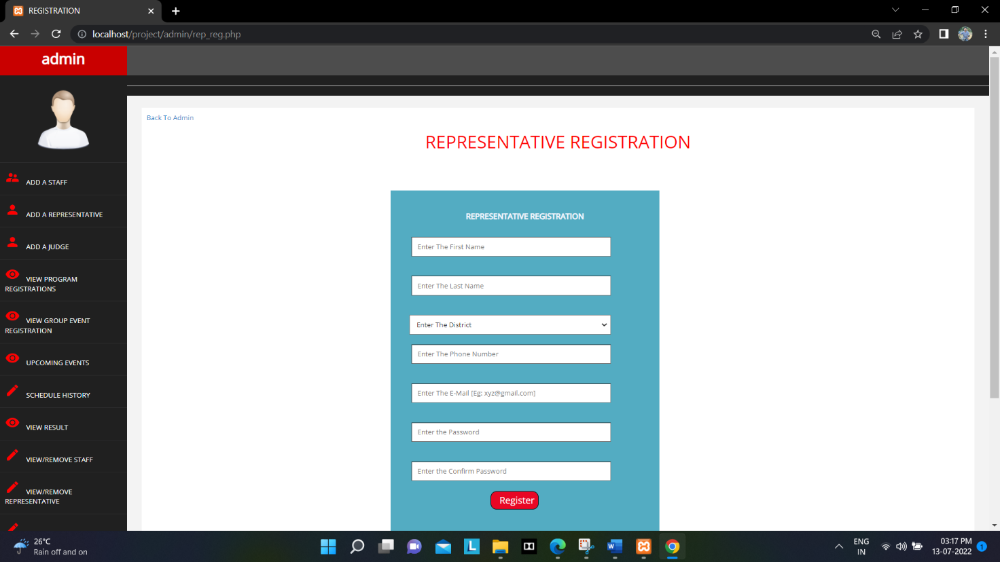 REGISTRATION
localhost/project/admin/rep_reg.php
admin
ADD A STAFF
ADD A REPRESENTATIVE
ADD A JUDGE
VIEW PROGRAM
REGISTRATIONS
VIEW GROUP EVENT
REGISTRATION
UPCOMING EVENTS
SCHEDULE HISTORY
VIEW RESULT
VIEW/REMOVE STAFF
VIEW/REMOVE
REPRESENTATIVE
Back To Admin
REPRESENTATIVE REGISTRATION
REPRESENTATIVE REGISTRATION
Enter The First Name
Enter The Last Name
Enter The District
Enter The Phone Number
Enter The E-Mail [Eg: xyz@gmail.com]
Enter the Password
Enter the Confirm Password
Register
26°C
Rain off and on
L
W
ENG
IN
03:17 PM
13-07-2022
1